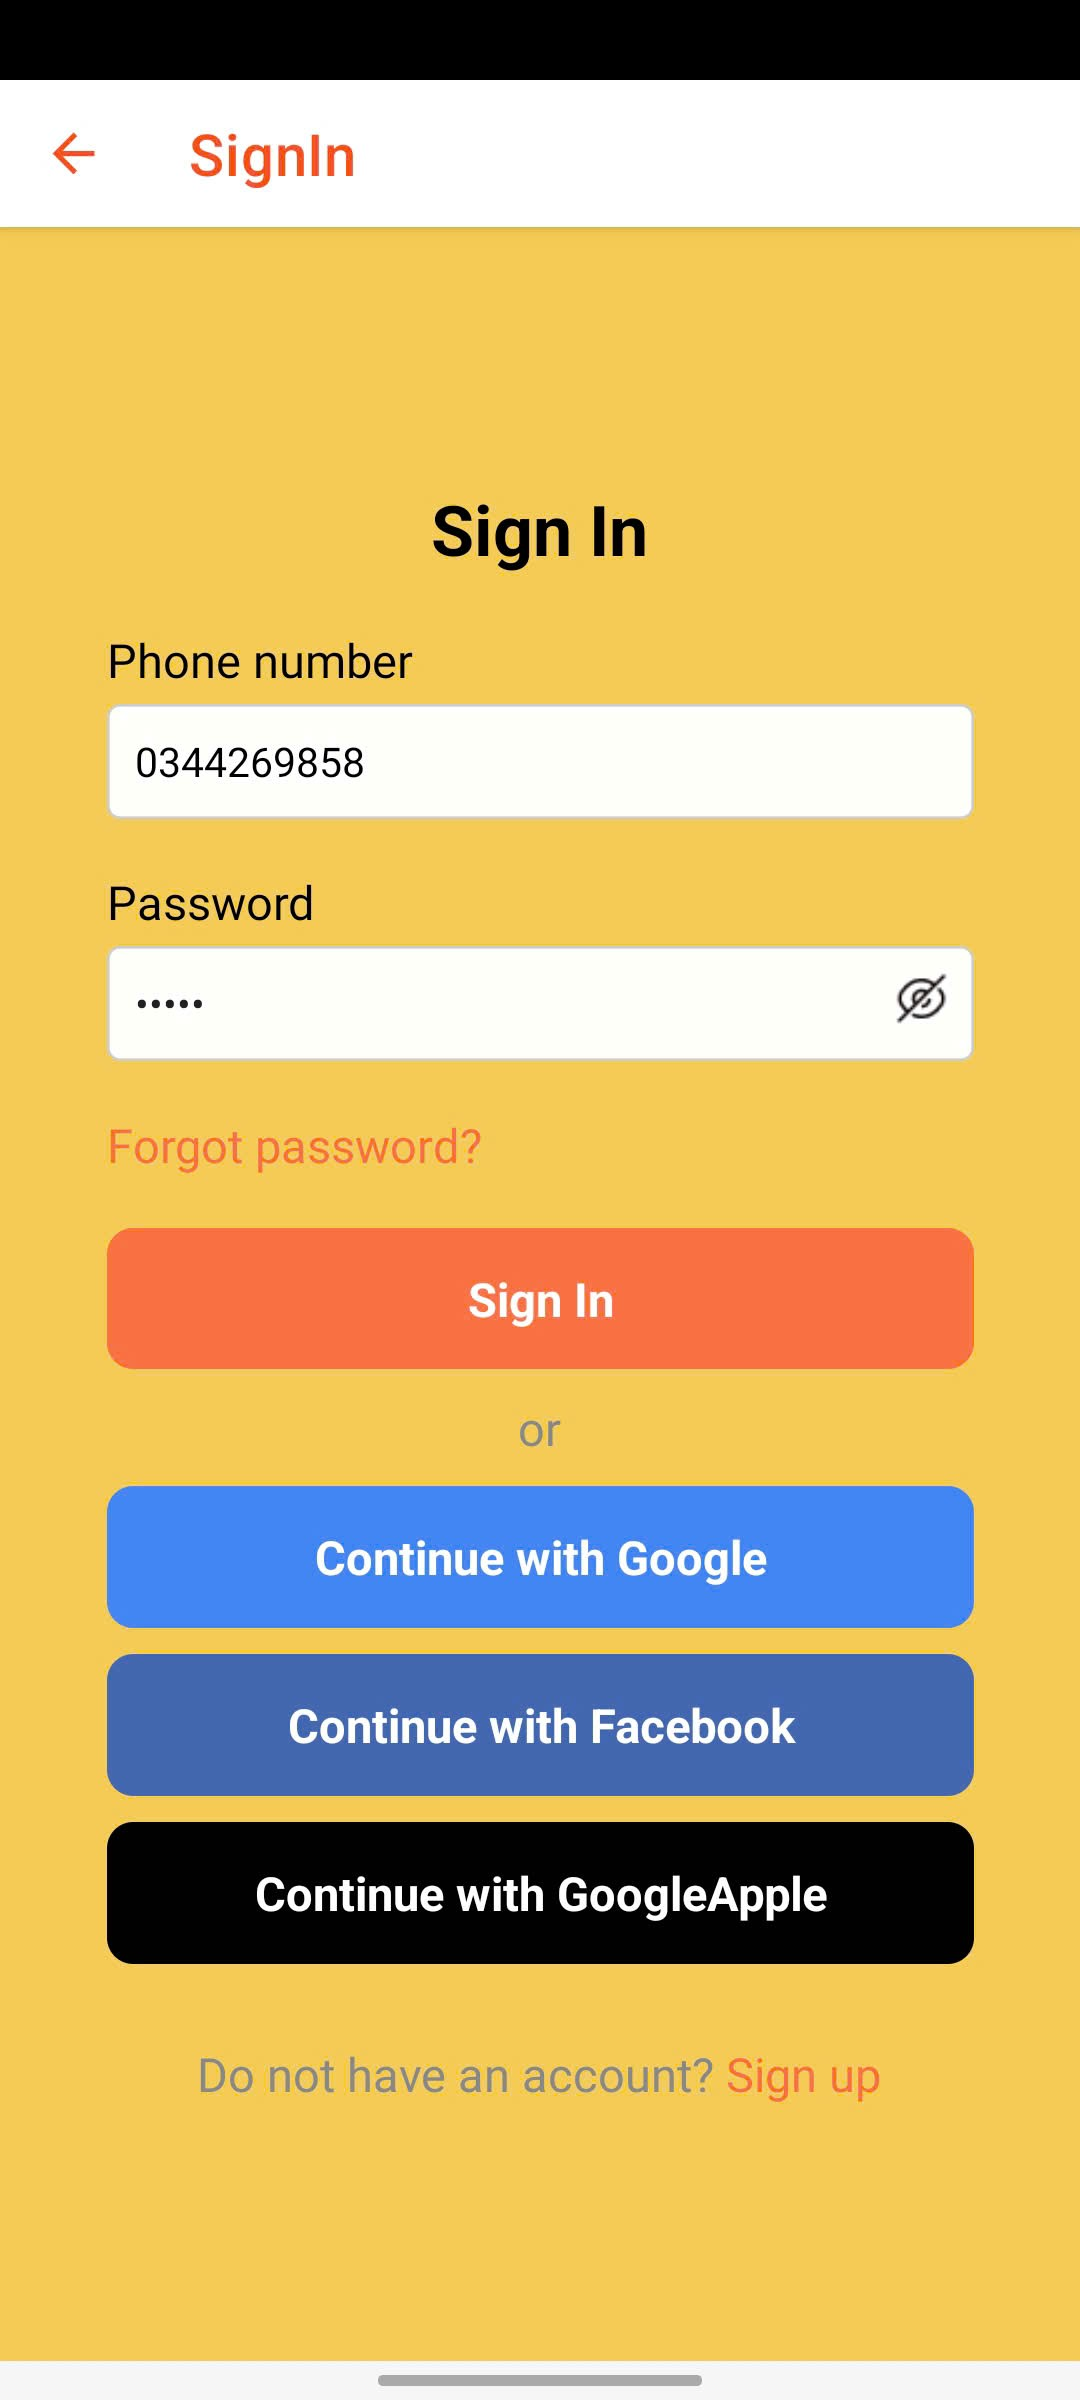 SignIn
Sign In
Phone number
0344269858
Password
•••••
Forgot password?
Sign In
or
Continue with Google
Continue with Facebook
Continue with GoogleApple
Do not have an account? Sign up